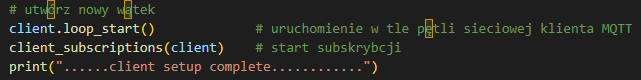 # utwórz nowy wątek
client.loop_start() # uruchomienie w tle pętli sieciowej klienta MQTT
client_subscriptions(client) # start subskrybcji
print("......client setup complete............")